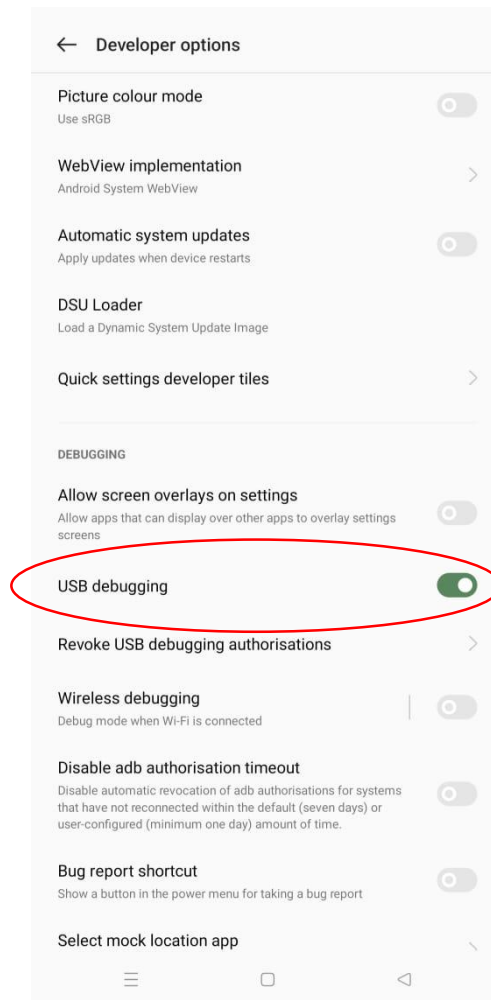 Developer options
Picture colour mode
Use sRGB
WebView implementation
Android System WebView
Automatic system updates
Apply updates when device restarts
DSU Loader
Load a Dynamic System Update Image
Quick settings developer tiles
DEBUGGING
Allow screen overlays on settings
Allow apps that can display over other apps to overlay settings
screens
USB debugging
Revoke USB debugging authorisations
Wireless debugging
Debug mode when Wi-Fi is connected
Disable adb authorisation timeout
Disable automatic revocation of adb authorisations for systems
that have not reconnected within the default (seven days) or
user-configured (minimum one day) amount of time.
Bug report shortcut
Show a button in the power menu for taking a bug report
Select mock location app